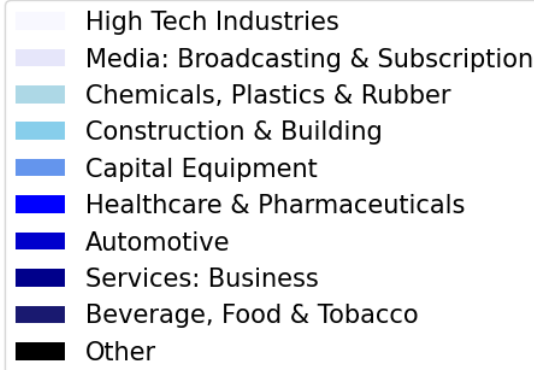 High Tech Industries
Media: Broadcasting & Subscription
Chemicals, Plastics & Rubber
Construction & Building
Capital Equipment
Healthcare & Pharmaceuticals
Automotive
Services: Business
Beverage, Food & Tobacco
Other